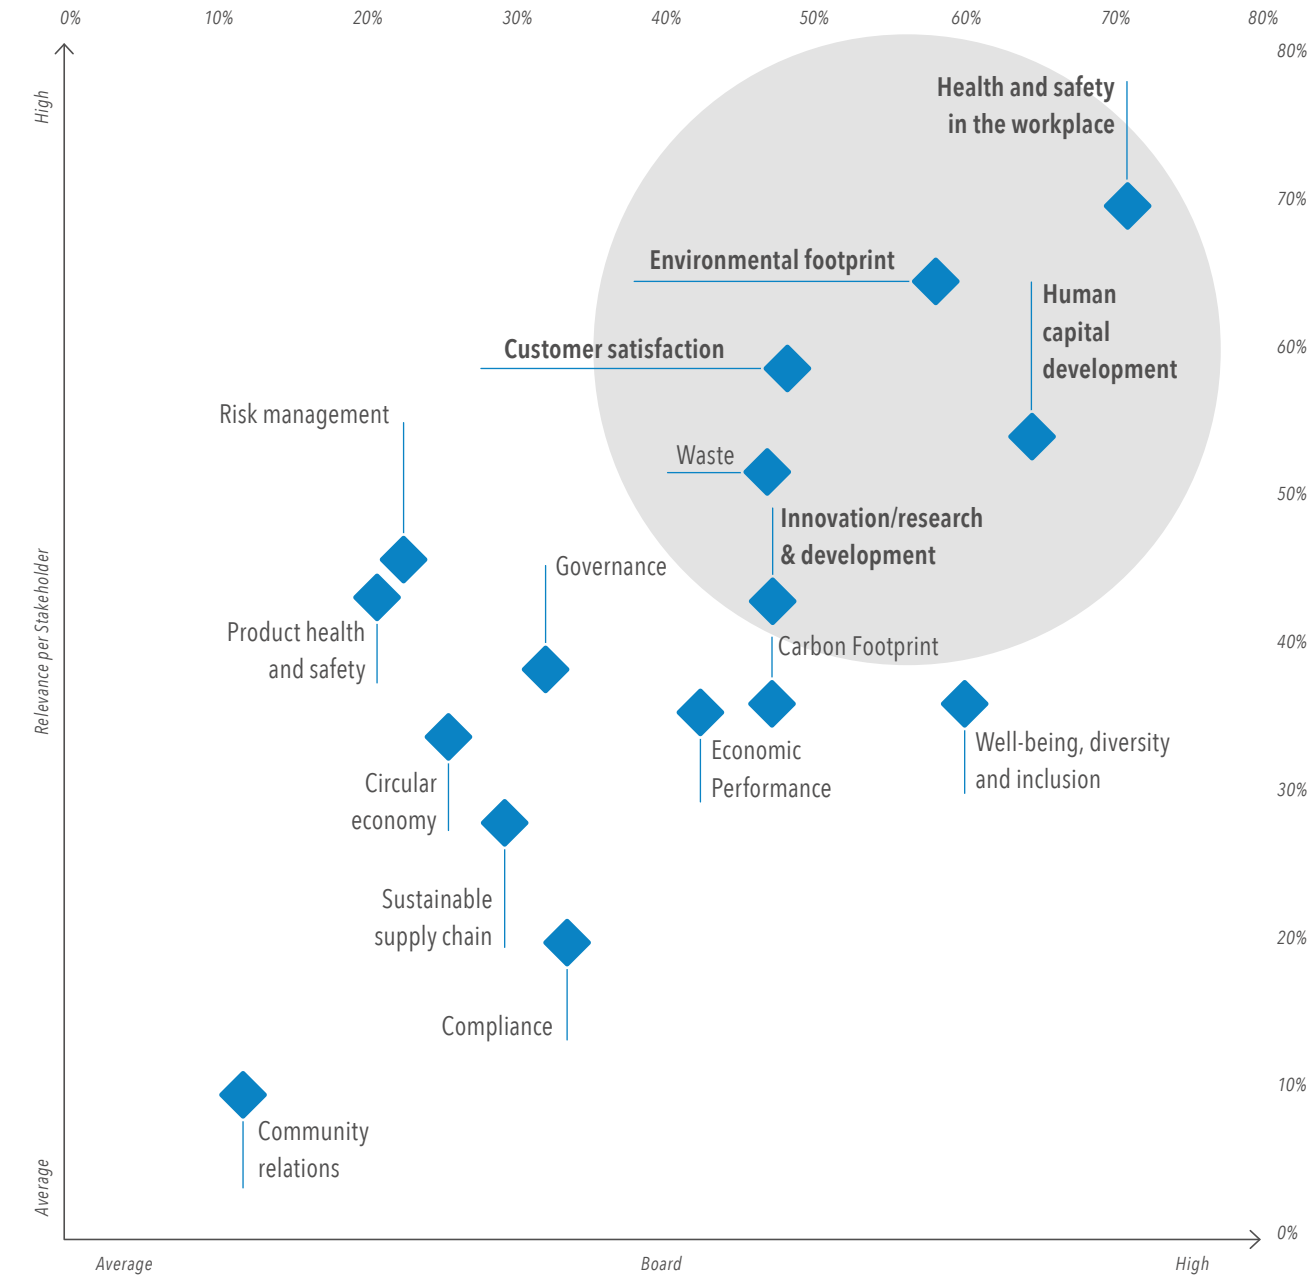 0%
10%
20%
30%
40%
50%
60%
70%
80%
80%
High
Health and safety
in the workplace
70%
Environmental footprint
Human
capital
development
60%
Customer satisfaction
Risk management
Waste
50%
Innovation/research
& development
Governance
Relevance per Stakeholder
Product health
and safety
40%
Carbon Footprint
Well-being, diversity
and inclusion
Economic
Performance
30%
Circular
economy
Sustainable
supply chain
20%
Compliance
10%
Community
relations
Average
0%
Average
Board
High